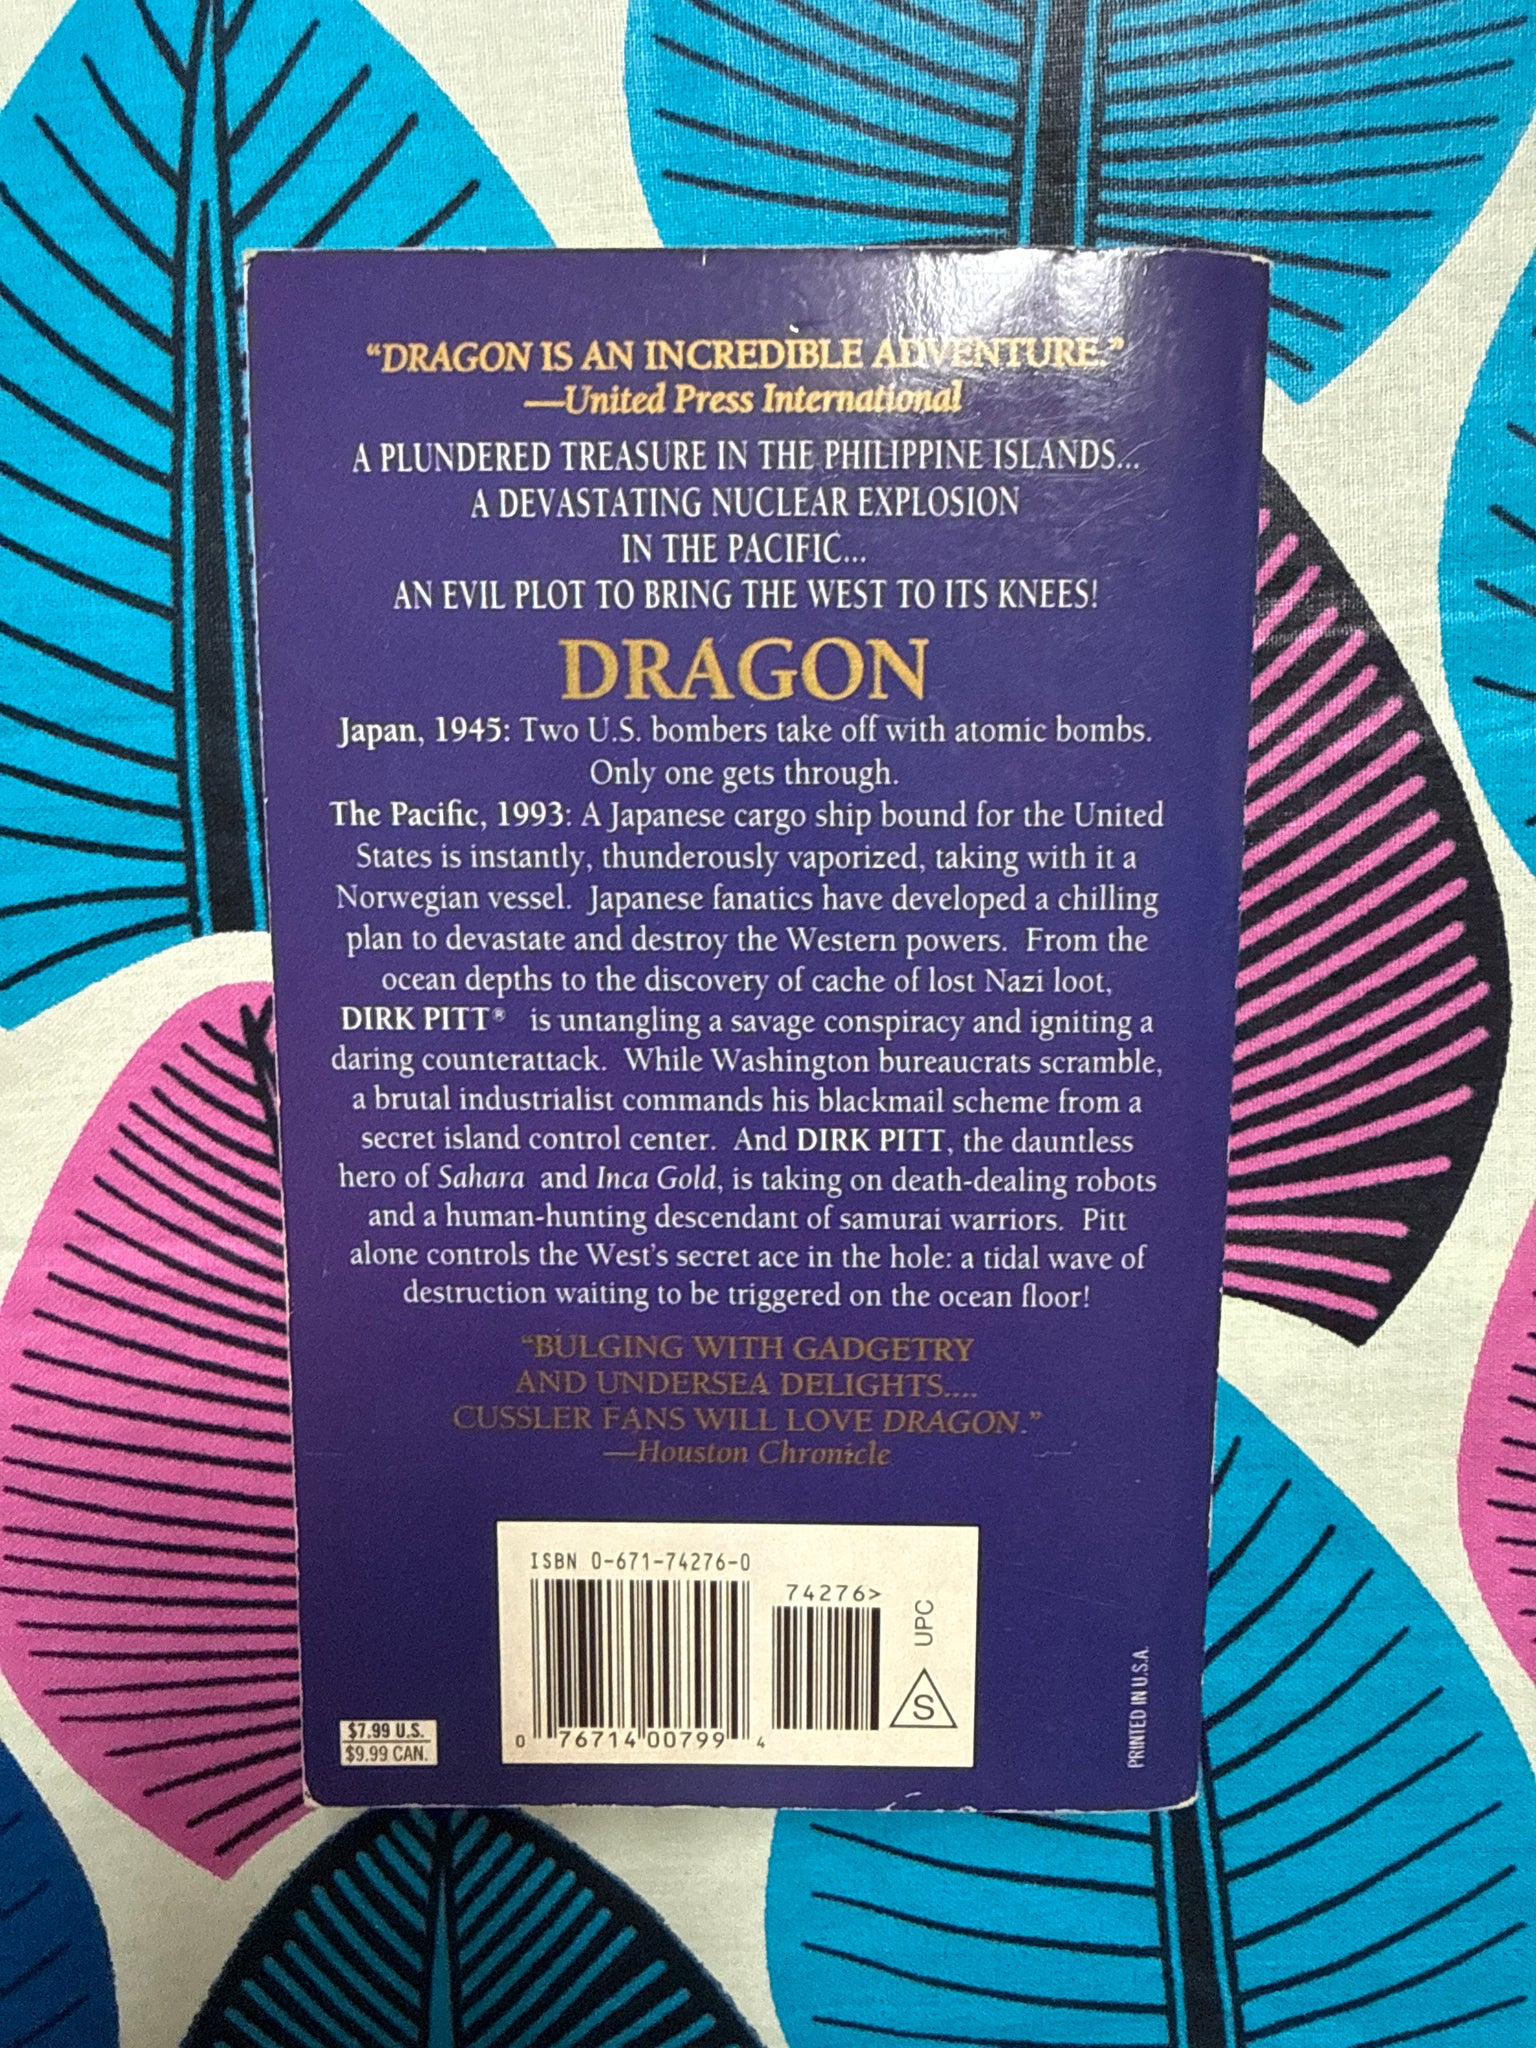 “DRAGON IS AN INCREDIBLE ADVENTURE.”
—United Press International
A PLUNDERED TREASURE IN THE PHILIPPINE ISLANDS...
A DEVASTATING NUCLEAR EXPLOSION
IN THE PACIFIC...
AN EVIL PLOT TO BRING THE WEST TO ITS KNEES!
DRAGON
Japan, 1945: Two U.S. bombers take off with atomic bombs.
Only one gets through.
The Pacific, 1993: A Japanese cargo ship bound for the United
States is instantly, thunderously vaporized, taking with it a
Norwegian vessel. Japanese fanatics have developed a chilling
plan to devastate and destroy the Western powers. From the
ocean depths to the discovery of cache of lost Nazi loot,
DIRK PITT® is untangling a savage conspiracy and igniting a
daring counterattack. While Washington bureaucrats scramble,
a brutal industrialist commands his blackmail scheme from a
secret island control center. And DIRK PITT, the dauntless
hero of Sahara and Inca Gold, is taking on death-dealing robots
and a human-hunting descendant of samurai warriors. Pitt
alone controls the West's secret ace in the hole: a tidal wave of
destruction waiting to be triggered on the ocean floor!
“BULGING WITH GADGETRY
AND UNDERSEA DELIGHTS....
CUSSLER FANS WILL LOVE DRAGON.”
—Houston Chronicle
ISBN 0-671-74276-0
74276>
UPC
S
0 76714 00799 4
$7.99 U.S.
$9.99 CAN.
PRINTED IN U.S.A.